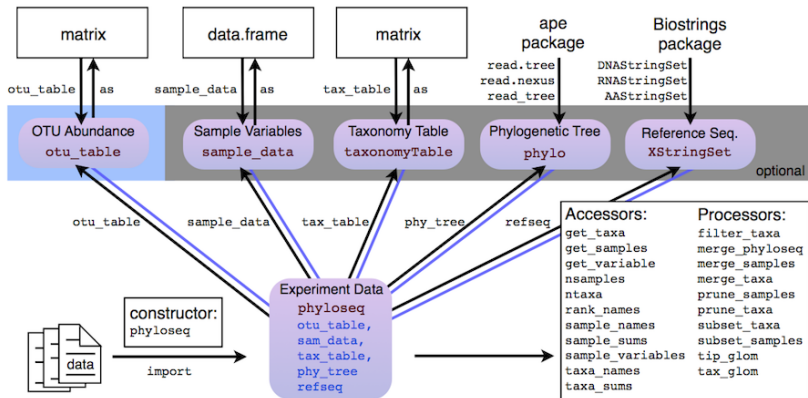 matrix
data.frame
matrix
ape
package
Biostrings
package
otu_table
as
sample_data
as
tax_table
as
read.tree
read.nexus
read_tree
DNAStringSet
RNAStringSet
AAStringSet
OTU Abundance
otu_table
Sample Variables
sample_data
Taxonomy Table
taxonomyTable
Phylogenetic Tree
phylo
Reference Seq.
XStringSet
optional
otu_table
sample_data
tax_table
phy_tree
refseq
data
constructor:
phyloseq
import
Experiment Data
phyloseq
otu_table,
sam_data,
tax_table,
phy_tree
refseq
Accessors:
get_taxa
get_samples
get_variable
nsamples
ntaxa
rank_names
sample_names
sample_sums
sample_variables
taxa_names
taxa_sums
Processors:
filter_taxa
merge_phyloseq
merge_samples
merge_taxa
prune_samples
prune_taxa
subset_taxa
subset_samples
tip_glom
tax_glom